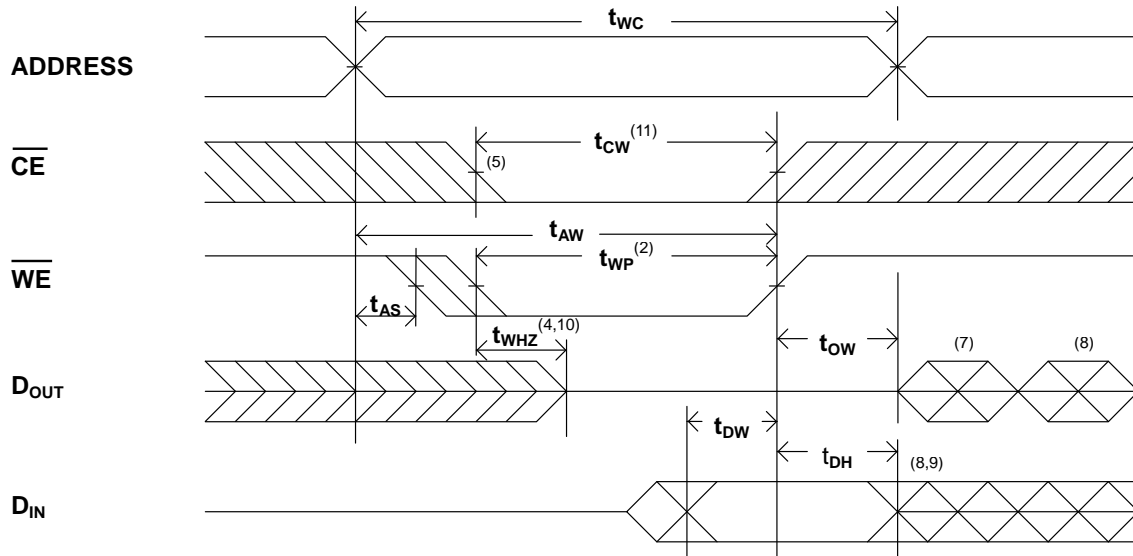 tWC
ADDRESS
tCW(11)
CE
(5)
tAW
tWP(2)
WE
tAS
tWHZ(4,10)
tOW
(7)
(8)
DOUT
tDW
tDH
(8,9)
DIN